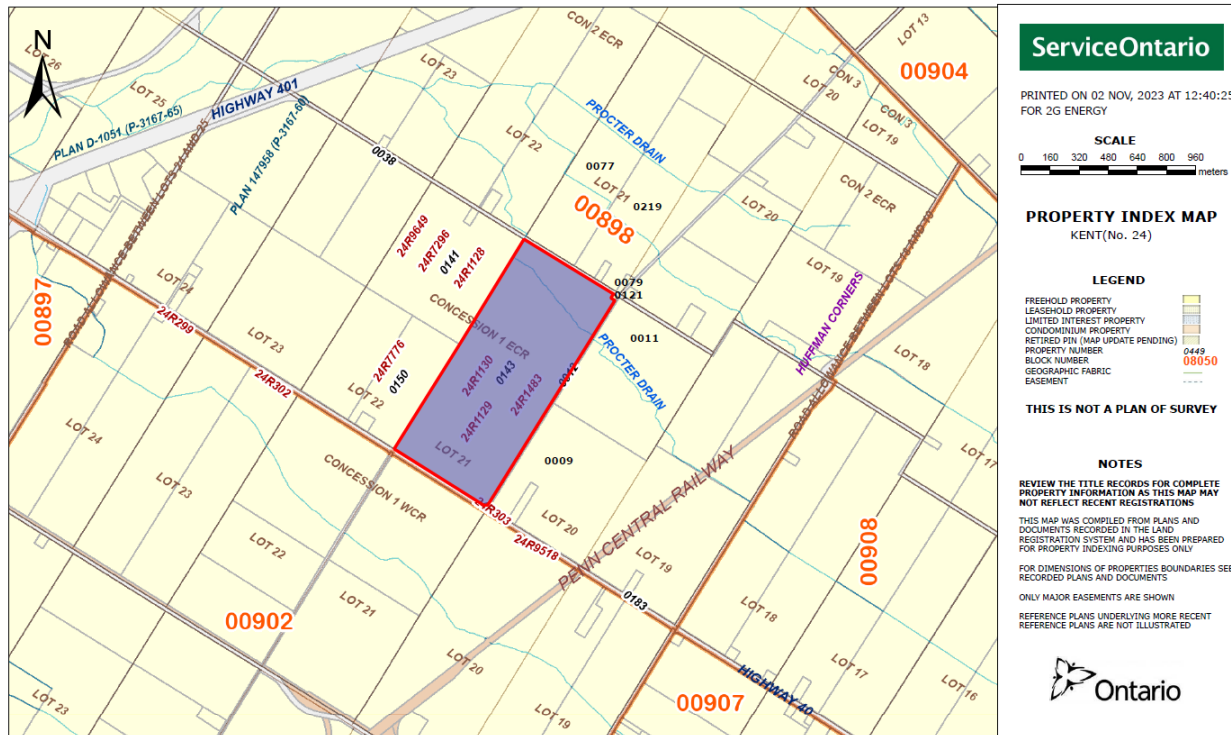 N
LOT 26
LOT 25
PLAN D-1051 (P-3167-65)
HIGHWAY 401
PLAN 147958 (P-3167-60)
ROAD ALLOWANCE BETWEEN LOTS 24 AND 25
CON 2 ECR
LOT 23
LOT 22
PROCTER DRAIN
0077
LOT 21
0219
00898
0038
LOT 13
00904
CON 3
LOT 20
CON 3
LOT 19
CON 2 ECR
LOT 20
LOT 19
HUFFMAN CORNERS
LOT 18
24R9649
24R7296
0141
24R1128
0079
0121
0011
PROCTER DRAIN
LOT 24
00897
24R299
LOT 23
24R302
24R7776
0150
LOT 22
CONCESSION 1 ECR
24R1130
0143
24R1483
24R1129
0012
LOT 21
0009
24R303
LOT 20
24R9518
PENN CENTRAL RAILWAY
LOT 19
0183
LOT 17
00908
LOT 18
LOT 17
LOT 16
HIGHWAY 40
00907
LOT 24
LOT 23
CONCESSION 1 WCR
LOT 22
LOT 21
00902
LOT 20
LOT 19
LOT 23
ServiceOntario
PRINTED ON 02 NOV, 2023 AT 12:40:25
FOR 2G ENERGY
SCALE
0 160 320 480 640 800 960
meters
PROPERTY INDEX MAP
KENT(No. 24)
LEGEND
FREEHOLD PROPERTY
LEASEHOLD PROPERTY
LIMITED INTEREST PROPERTY
CONDOMINIUM PROPERTY
RETIRED PIN (MAP UPDATE PENDING)
PROPERTY NUMBER 0449
BLOCK NUMBER 08050
GEOGRAPHIC FABRIC
EASEMENT
THIS IS NOT A PLAN OF SURVEY
NOTES
REVIEW THE TITLE RECORDS FOR COMPLETE
PROPERTY INFORMATION AS THIS MAP MAY
NOT REFLECT RECENT REGISTRATIONS
THIS MAP WAS COMPILED FROM PLANS AND
DOCUMENTS RECORDED IN THE LAND
REGISTRATION SYSTEM AND HAS BEEN PREPARED
FOR PROPERTY INDEXING PURPOSES ONLY
FOR DIMENSIONS OF PROPERTIES BOUNDARIES SEE
RECORDED PLANS AND DOCUMENTS
ONLY MAJOR EASEMENTS ARE SHOWN
REFERENCE PLANS UNDERLYING MORE RECENT
REFERENCE PLANS ARE NOT ILLUSTRATED
Ontario